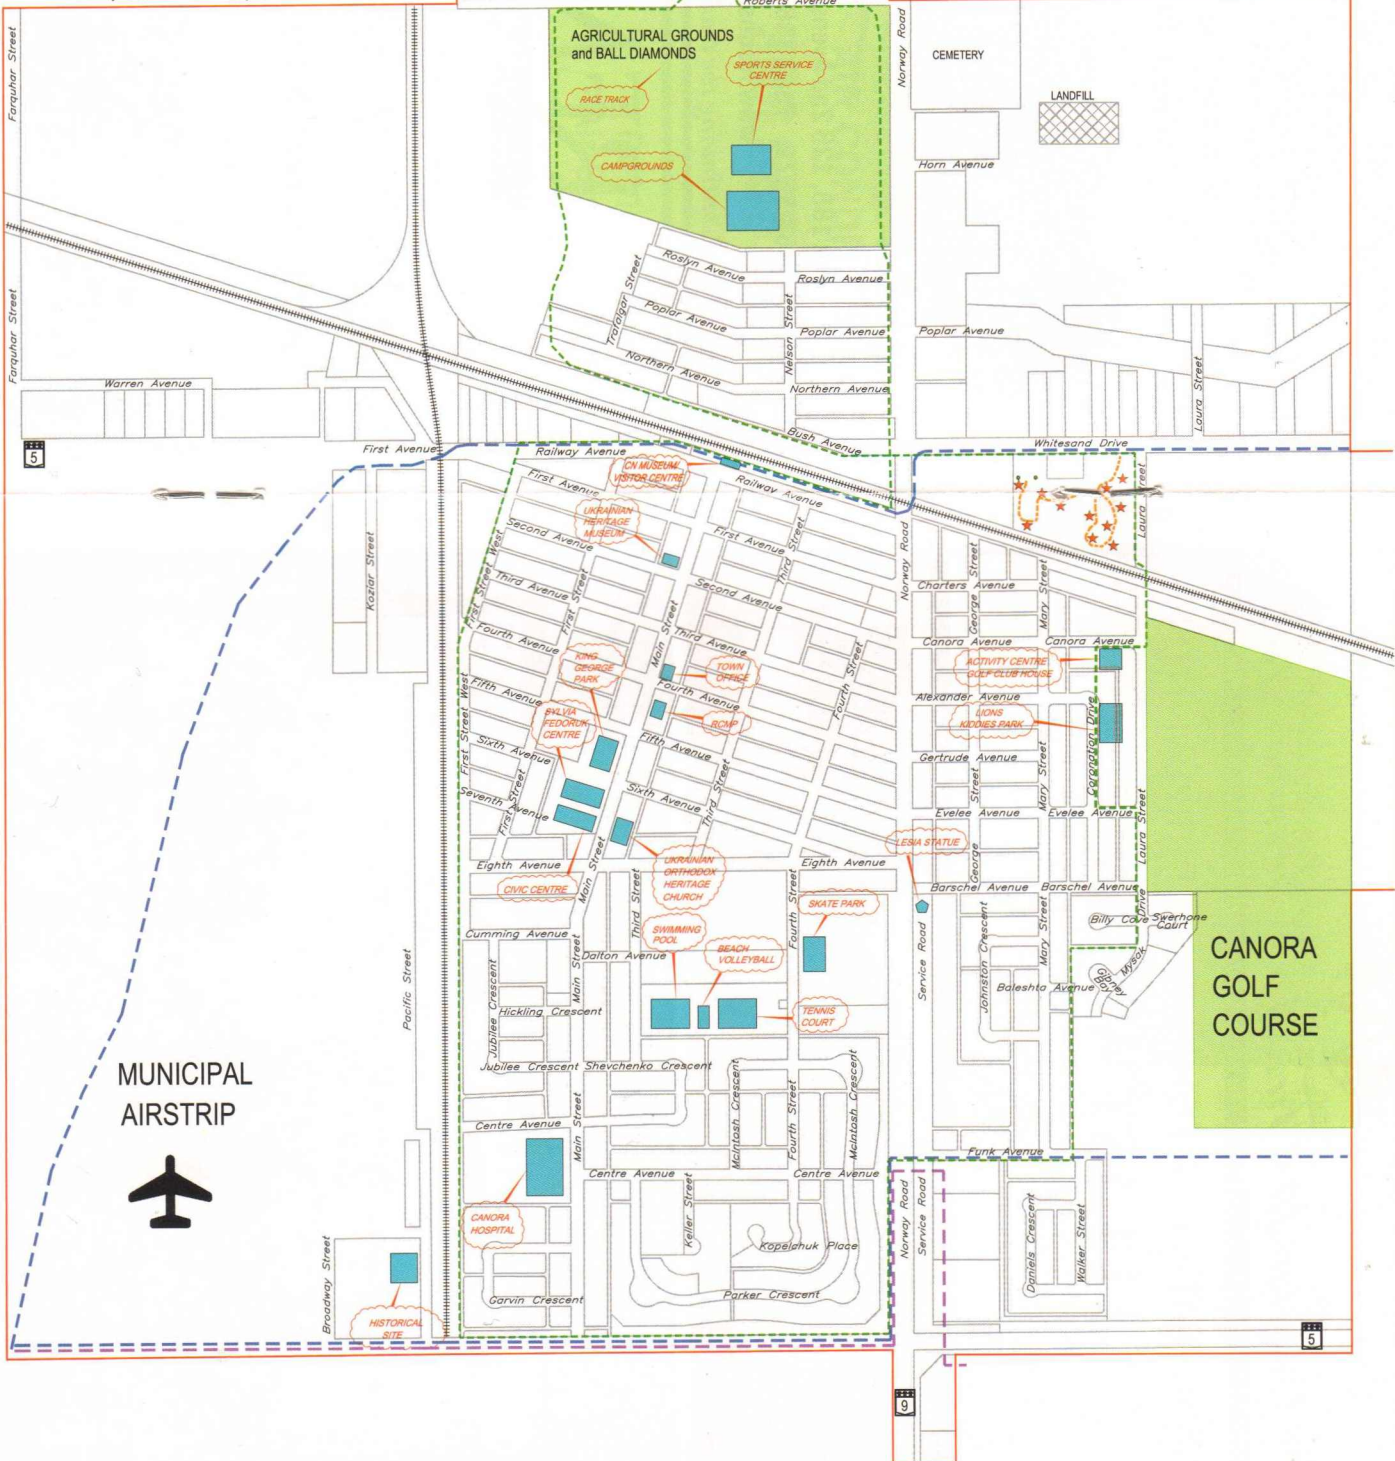 Roberts Avenue
Farquhar Street
Norway Road
AGRICULTURAL GROUNDS
and BALL DIAMONDS
SPORTS SERVICE
CENTRE
RACE TRACK
CEMETERY
LANDFILL
CAMPGROUNDS
Horn Avenue
Roslyn Avenue
Roslyn Avenue
Trafalgar Street
Farquhar Street
Poplar Avenue
Nelson Street
Poplar Avenue
Poplar Avenue
Northern Avenue
Northern Avenue
Warren Avenue
Laura Street
Bush Avenue
5
First Avenue
Railway Avenue
Whitesand Drive
CN MUSEUM/
VISITOR CENTRE
First Avenue
Railway Avenue
Laura Street
UKRAINIAN
HERITAGE
MUSEUM
Second Avenue
First Avenue
Third Street
Norway Road
Koziar Street
First Street West
Third Avenue
First Street
Second Avenue
George Street
Charters Avenue
Mary Street
Fourth Avenue
Main Street
Third Avenue
Canora Avenue
Canora Avenue
KING
GEORGE
PARK
TOWN
OFFICE
Fourth Street
ACTIVITY CENTRE
GOLF CLUB HOUSE
Fifth Avenue
Fourth Avenue
Alexander Avenue
First Street West
SYLVIA
FEDORUK
CENTRE
RCMP
LIONS
KIDDIES PARK
Coronation Drive
Sixth Avenue
Fifth Avenue
Gertrude Avenue
Seventh Avenue
First Street
Sixth Avenue
Third Street
George Street
Mary Street
Evelee Avenue
Evelee Avenue
Laura Street
LESIA STATUE
Eighth Avenue
Main Street
UKRAINIAN
ORTHODOX
HERITAGE
CHURCH
Eighth Avenue
CIVIC CENTRE
Barschel Avenue
Barschel Avenue
Third Street
Fourth Street
SKATE PARK
Billy Cove
Swerhone
Court
Mysak Drive
Cumming Avenue
SWIMMING
POOL
BEACH
VOLLEYBALL
Mary Street
Johnston Crescent
Service Road
Dalton Avenue
Main Street
CANORA
GOLF
COURSE
Pacific Street
Jubilee Crescent
Baleshta Avenue
Gibney
Bay
Hickling Crescent
TENNIS
COURT
Jubilee Crescent
Shevchenko Crescent
MUNICIPAL
AIRSTRIP
McIntosh Crescent
Fourth Street
McIntosh Crescent
Centre Avenue
Main Street
Funk Avenue
Centre Avenue
Centre Avenue
CANORA
HOSPITAL
Keller Street
Norway Road
Service Road
Daniels Crescent
Walker Street
Kopelchuk Place
Broadway Street
Garvin Crescent
Parker Crescent
HISTORICAL
SITE
5
9